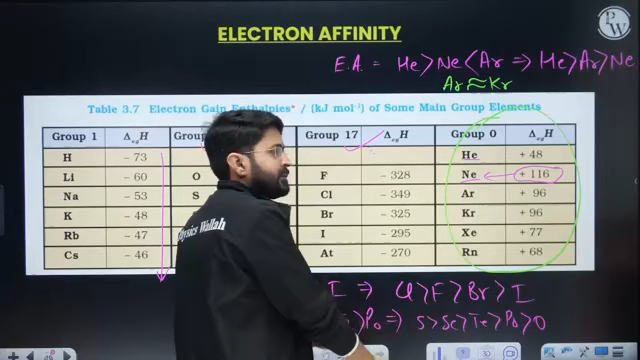 ELECTRON AFFINITY
PW
E.A. = He > Ne < Ar ⇒ He > Ar > Ne
Ar ≈ Kr
Table 3.7 Electron Gain Enthalpies* / (kJ mol⁻¹) of Some Main Group Elements
Group 1 ΔegH Group Group 17 ΔegH Group 0 ΔegH
H – 73 He + 48
Li – 60 O F – 328 Ne + 116
Na – 53 S Cl – 349 Ar + 96
K – 48 Br – 325 Kr + 96
Rb – 47 I – 295 Xe + 77
Cs – 46 At – 270 Rn + 68
Physics Wallah
I ⇒ Cl > F > Br > I
> Po ⇒ S > Se > Te > Po > O